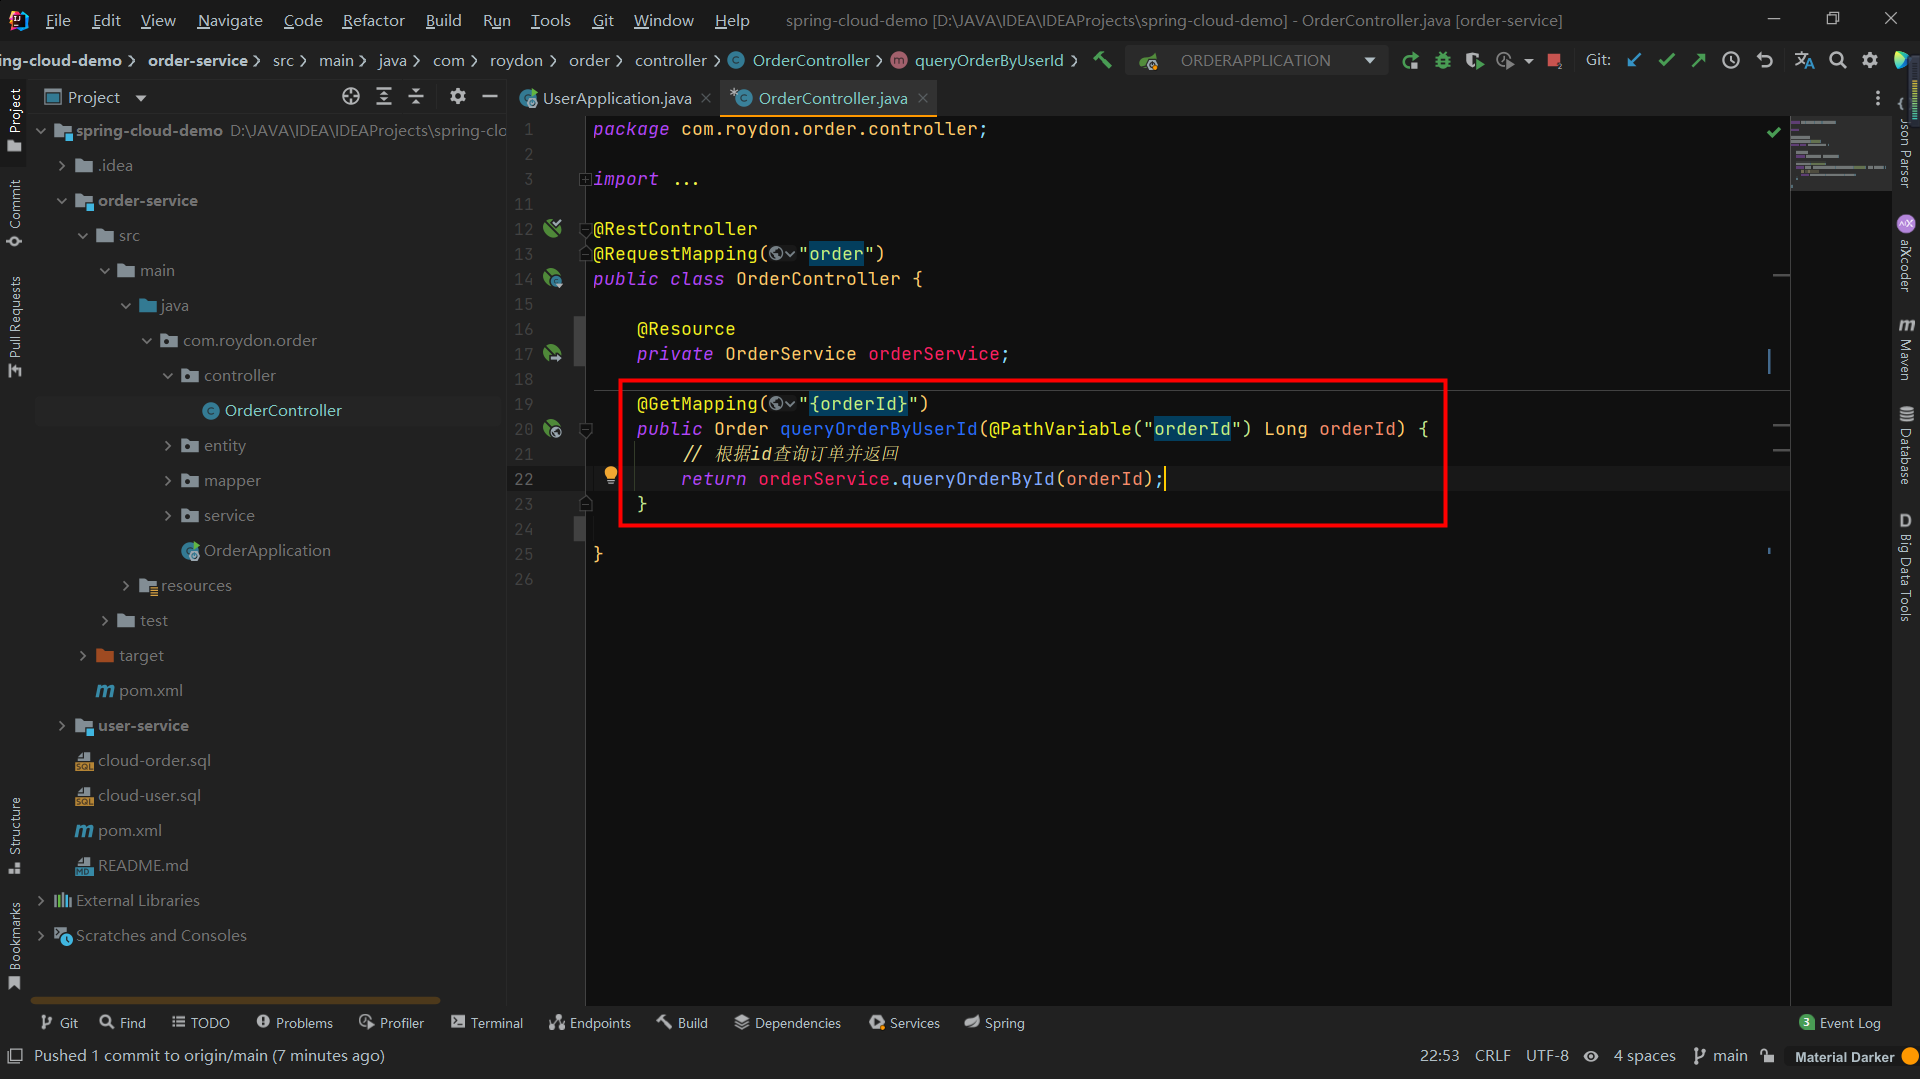 File Edit View Navigate Code Refactor Build Run Tools Git Window Help spring-cloud-demo [D:\JAVA\IDEA\IDEAProjects\spring-cloud-demo] - OrderController.java [order-service]
ing-cloud-demo order-service src main java com roydon order controller OrderController queryOrderByUserId ORDERAPPLICATION Git:
Project
UserApplication.java OrderController.java
spring-cloud-demo D:\JAVA\IDEA\IDEAProjects\spring-clo
.idea
order-service
src
main
java
com.roydon.order
controller
OrderController
entity
mapper
service
OrderApplication
resources
test
target
pom.xml
user-service
cloud-order.sql
cloud-user.sql
pom.xml
README.md
External Libraries
Scratches and Consoles
1 package com.roydon.order.controller;
2
3 import ...
11
12 @RestController
13 @RequestMapping("order")
14 public class OrderController {
15
16 @Resource
17 private OrderService orderService;
18
19 @GetMapping("{orderId}")
20 public Order queryOrderByUserId(@PathVariable("orderId") Long orderId) {
21 // 根据id查询订单并返回
22 return orderService.queryOrderById(orderId);
23 }
24
25 }
26
Project
Commit
Pull Requests
Structure
Bookmarks
Json Parser
aiXcoder
Maven
Database
Big Data Tools
Git Find TODO Problems Profiler Terminal Endpoints Build Dependencies Services Spring 3 Event Log
Pushed 1 commit to origin/main (7 minutes ago) 22:53 CRLF UTF-8 4 spaces main Material Darker